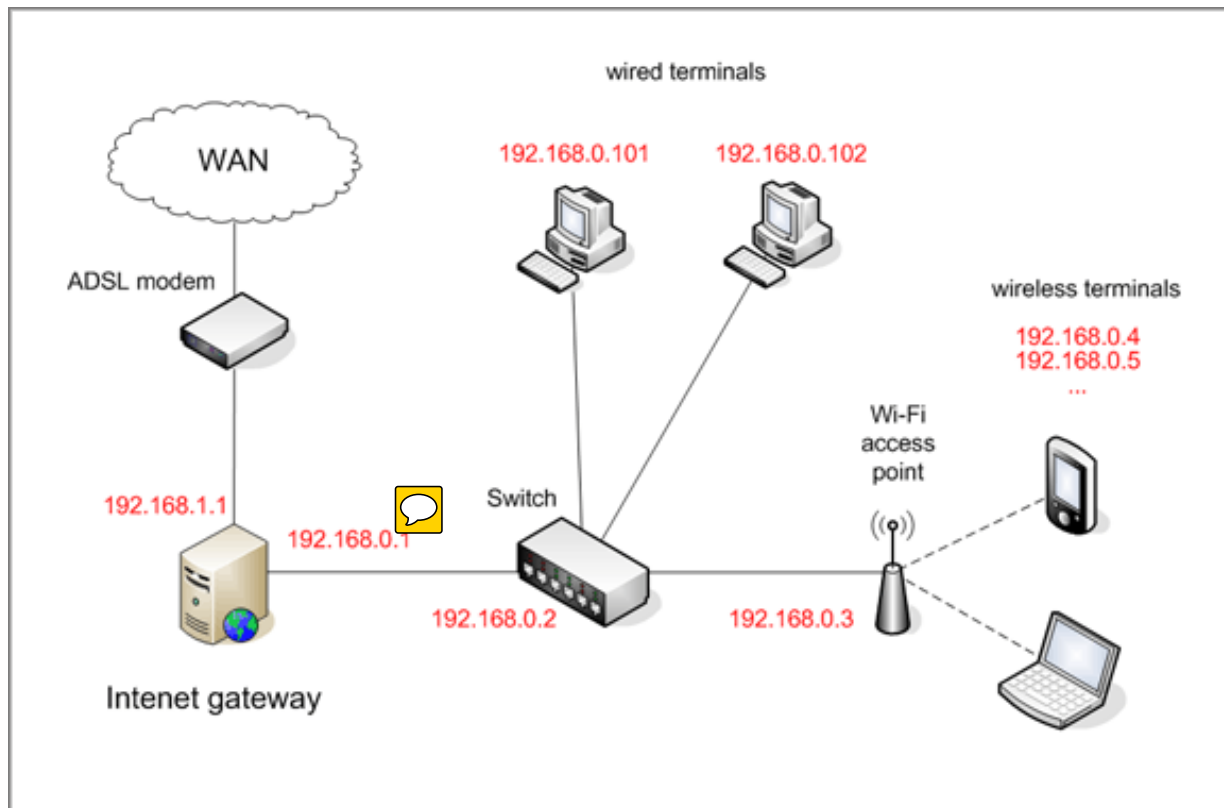 wired terminals
WAN
192.168.0.101
192.168.0.102
ADSL modem
wireless terminals
192.168.0.4
192.168.0.5
...
Wi-Fi
access
point
192.168.1.1
Switch
192.168.0.1
192.168.0.2
192.168.0.3
Intenet gateway